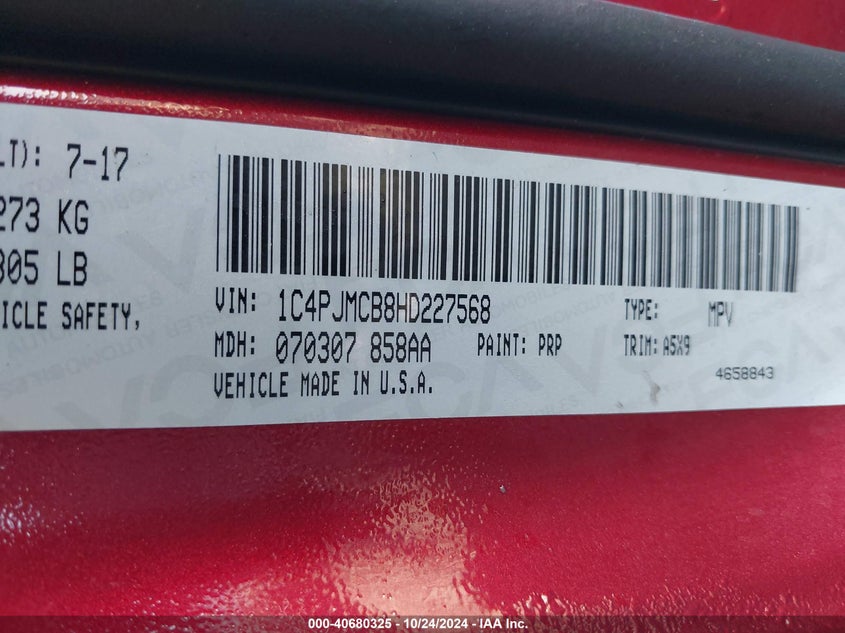 LT): 7-17
273 KG
305 LB
ICLE SAFETY,
VIN: 1C4PJMCB8HD227568 TYPE: MPV
MDH: 070307 858AA PAINT: PRP TRIM: A5X9
VEHICLE MADE IN U.S.A. 4658843
000-40680325 - 10/24/2024 - IAA Inc.